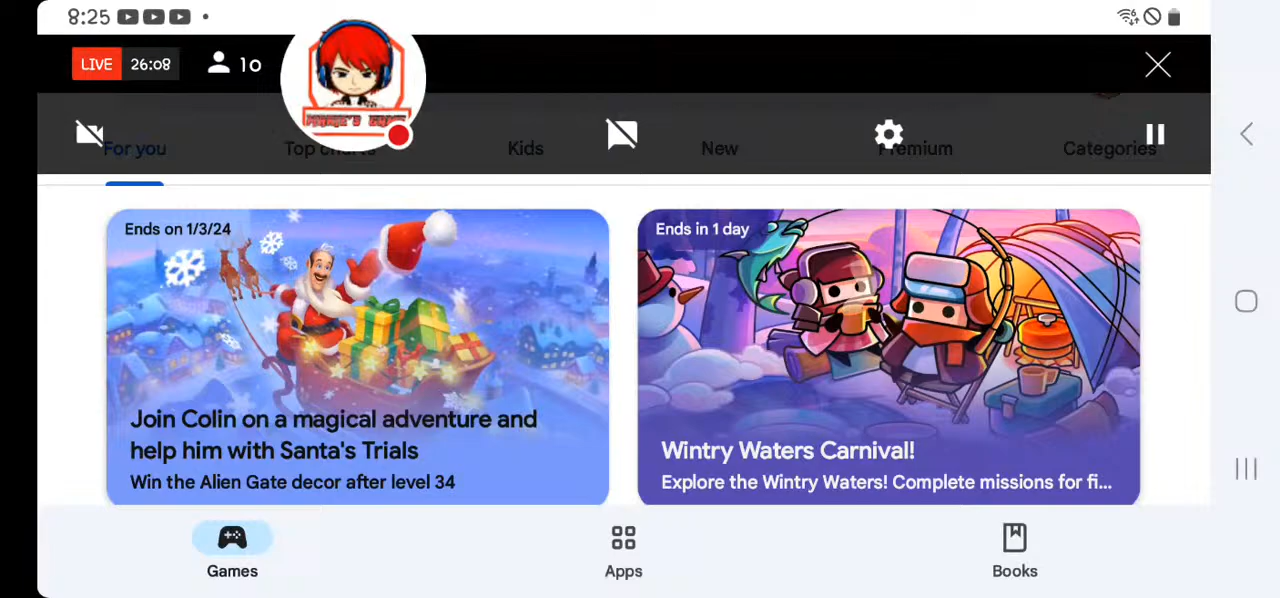 8:25
LIVE 26:08 10
For you Top charts Kids New Premium Categories
Ends on 1/3/24
Join Colin on a magical adventure and
help him with Santa's Trials
Win the Alien Gate decor after level 34
Ends in 1 day
Wintry Waters Carnival!
Explore the Wintry Waters! Complete missions for fi...
Games Apps Books